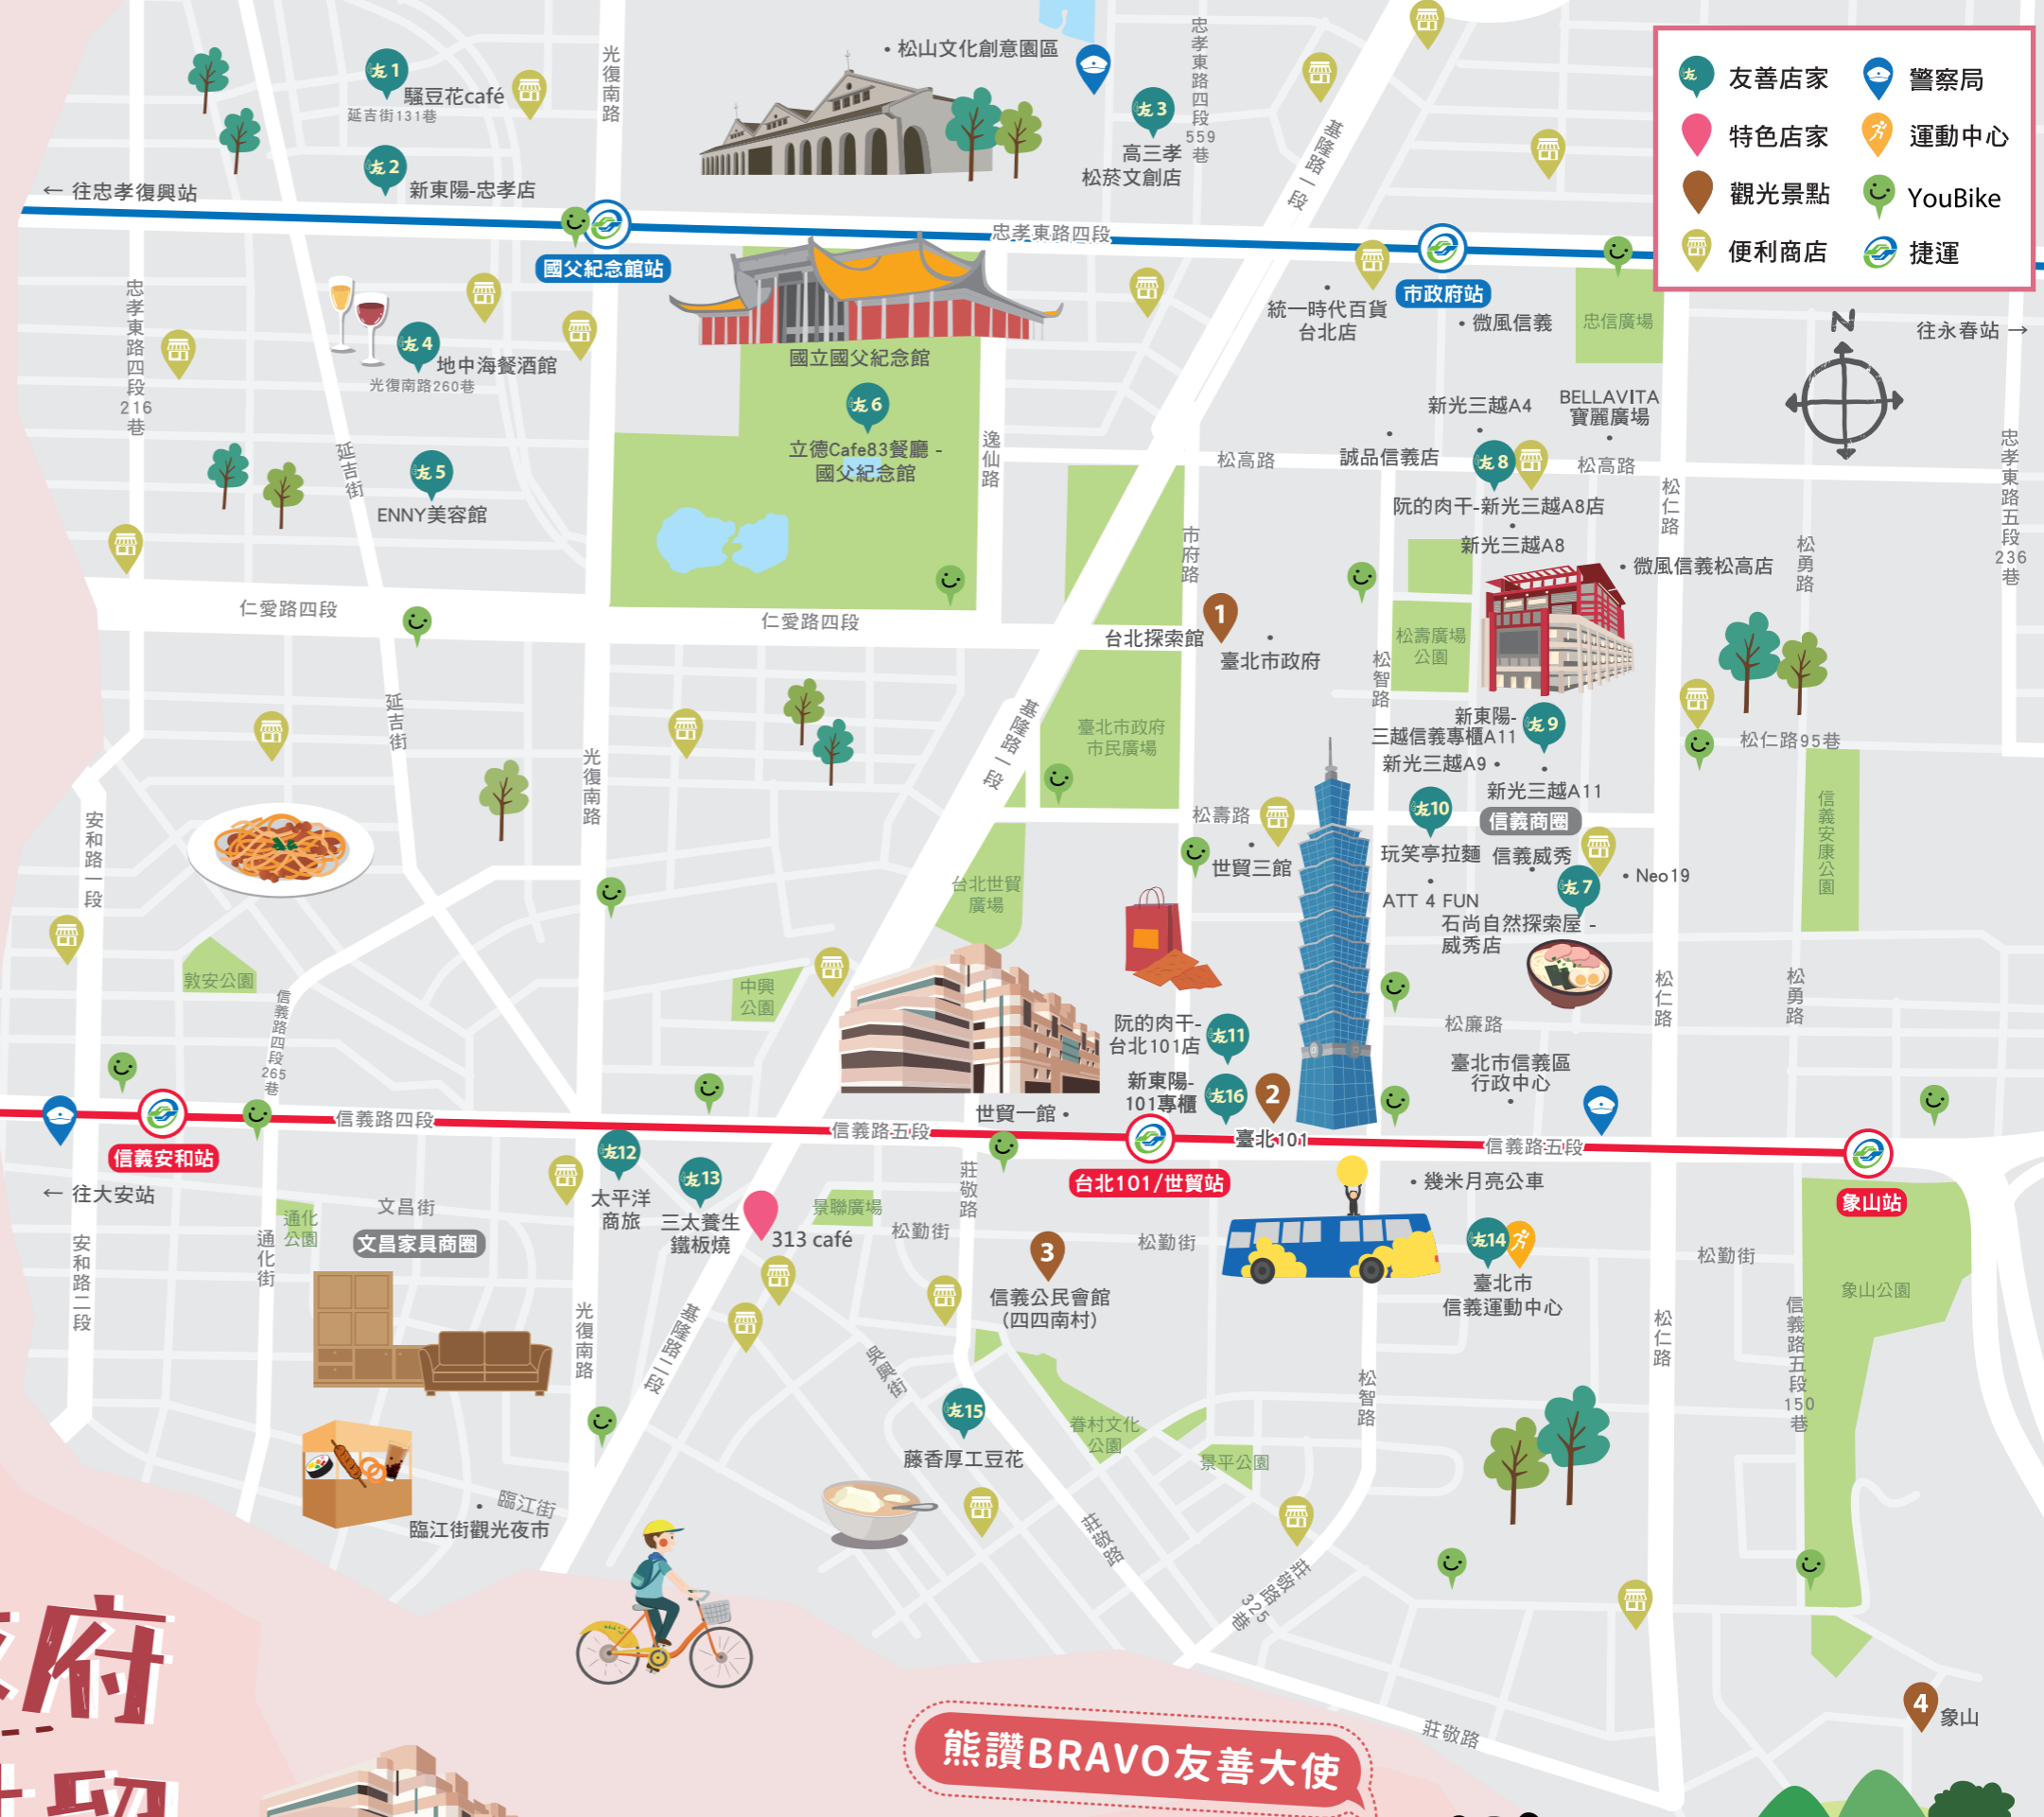 松山文化創意園區
忠孝東路四段559巷
友善店家
警察局
特色店家
運動中心
觀光景點
YouBike
便利商店
捷運
友1
騷豆花café
延吉街131巷
光復南路
友3
高三孝
松菸文創店
基隆路一段
友2
新東陽-忠孝店
← 往忠孝復興站
國父紀念館站
忠孝東路四段
市政府站
統一時代百貨
台北店
微風信義
忠信廣場
N
往永春站 →
忠孝東路四段216巷
友4
地中海餐酒館
光復南路260巷
國立國父紀念館
友6
立德Cafe83餐廳 -
國父紀念館
逸仙路
新光三越A4
BELLAVITA
寶麗廣場
松高路
誠品信義店
友8
松高路
阮的肉干-新光三越A8店
新光三越A8
微風信義松高店
松仁路
松勇路
忠孝東路五段236巷
延吉街
友5
ENNY美容館
市府路
仁愛路四段
仁愛路四段
1
台北探索館
臺北市政府
松智路
松壽廣場
公園
延吉街
光復南路
基隆路一段
臺北市政府
市民廣場
新東陽-
三越信義專櫃A11
友9
新光三越A9
新光三越A11
松仁路95巷
信義安康公園
安和路一段
松壽路
友10
信義商圈
世貿三館
玩笑亭拉麵
信義威秀
Neo19
友7
ATT 4 FUN
石尚自然探索屋 -
威秀店
台北世貿
廣場
敦安公園
中興
公園
信義路四段265巷
阮的肉干-
台北101店
友11
松廉路
松仁路
松勇路
臺北市信義區
行政中心
新東陽-
101專櫃
友16
2
世貿一館
信義安和站
信義路四段
信義路五段
台北101/世貿站
臺北101
信義路五段
象山站
← 往大安站
友12
太平洋
商旅
友13
三太養生
鐵板燒
313 café
景聯廣場
莊敬路
幾米月亮公車
文昌街
文昌家具商圈
通化
公園
通化街
安和路二段
松勤街
3
信義公民會館
(四四南村)
松勤街
友14
臺北市
信義運動中心
松勤街
象山公園
光復南路
基隆路二段
吳興街
松智路
松仁路
信義路五段150巷
友15
藤香厚工豆花
眷村文化
公園
景平公園
臨江街
臨江街觀光夜市
莊敬路
莊敬路325巷
莊敬路
4
象山
府
熊讚BRAVO友善大使